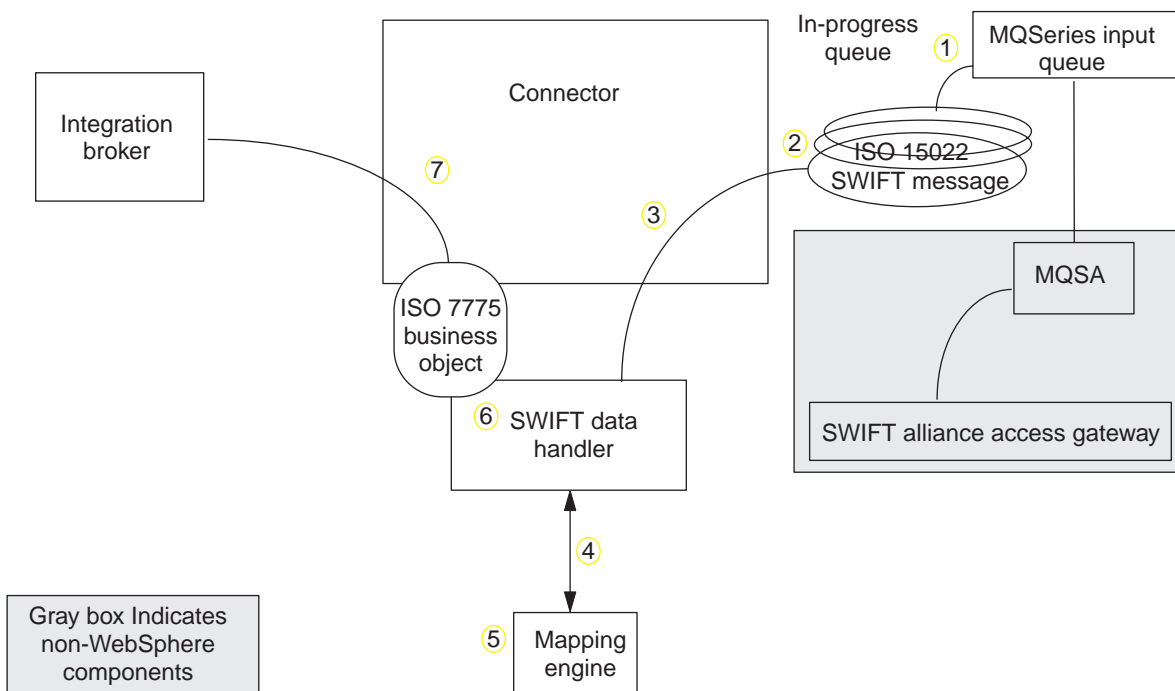 In-progress
queue
1
MQSeries input
queue
Connector
Integration
broker
2
ISO 15022
SWIFT message
7
3
MQSA
ISO 7775
business
object
6
SWIFT data
handler
SWIFT alliance access gateway
4
Gray box Indicates
non-WebSphere
components
5
Mapping
engine